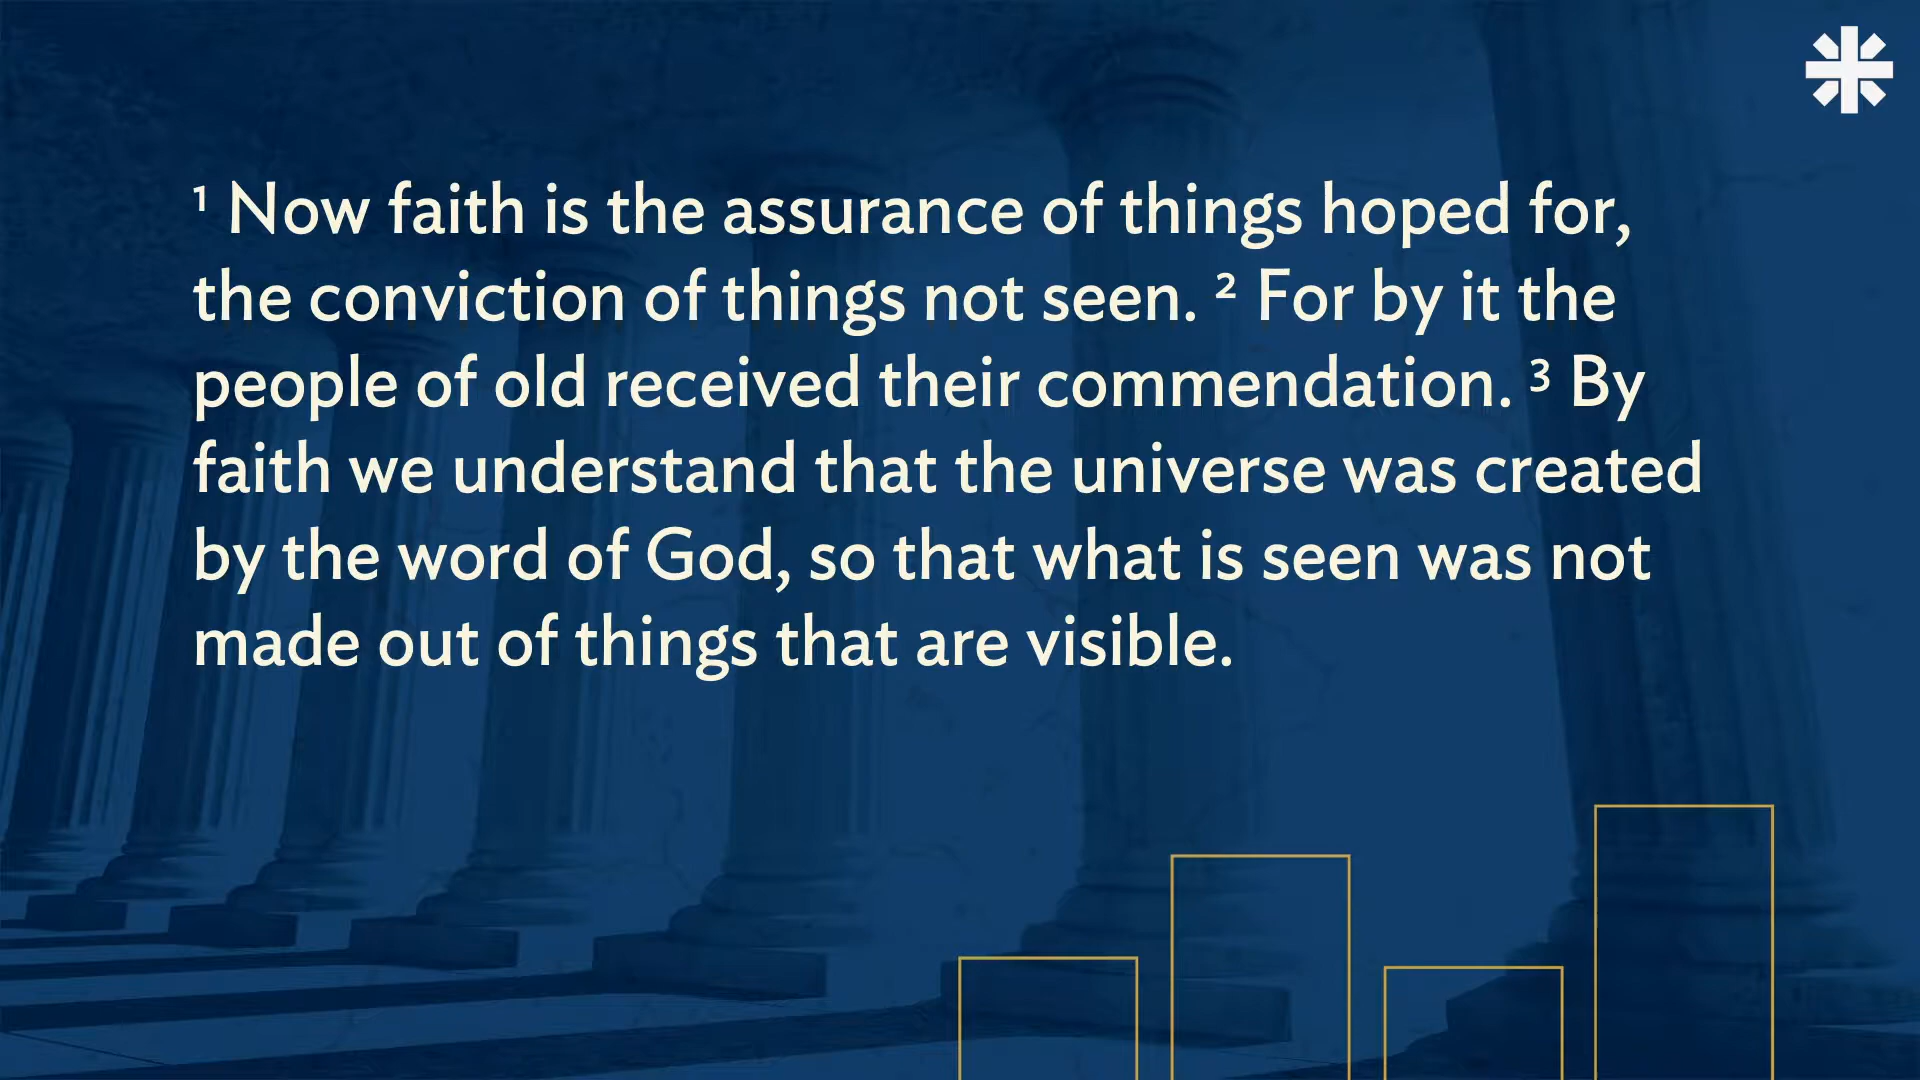 ¹ Now faith is the assurance of things hoped for,
the conviction of things not seen. ² For by it the
people of old received their commendation. ³ By
faith we understand that the universe was created
by the word of God, so that what is seen was not
made out of things that are visible.